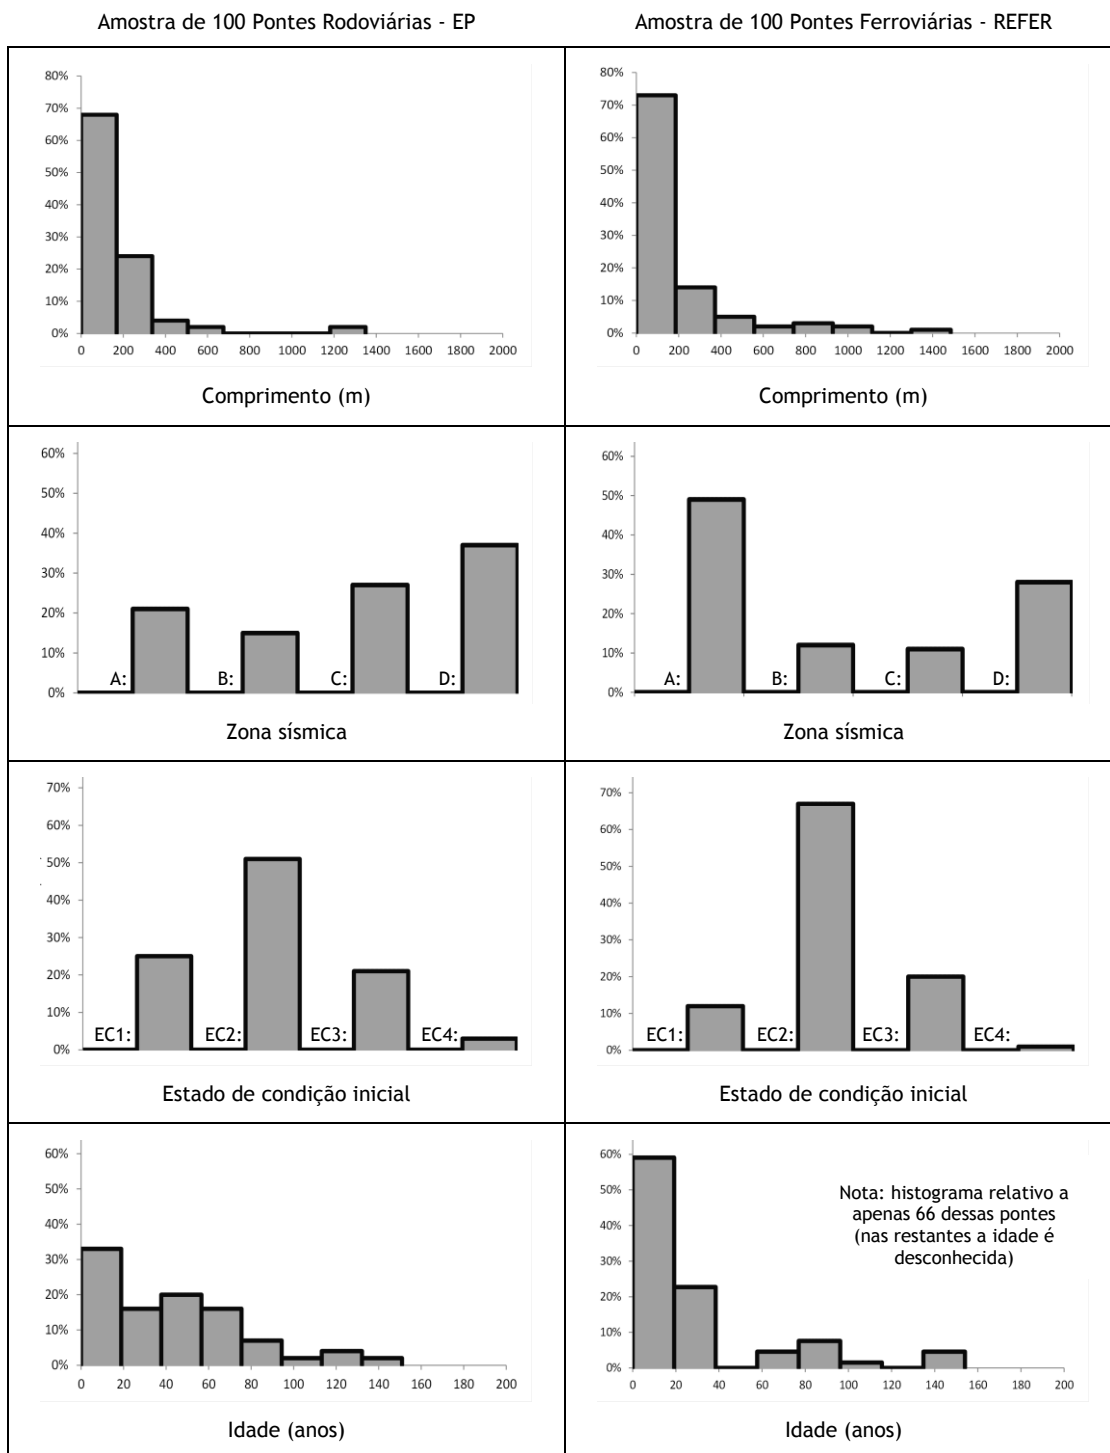 Amostra de 100 Pontes Rodoviárias - EP
Amostra de 100 Pontes Ferroviárias - REFER
80%
70%
60%
50%
40%
30%
20%
10%
0%
0 200 400 600 800 1000 1200 1400 1600 1800 2000
Comprimento (m)
80%
70%
60%
50%
40%
30%
20%
10%
0%
0 200 400 600 800 1000 1200 1400 1600 1800 2000
Comprimento (m)
60%
50%
40%
30%
20%
10%
0%
A: B: C: D:
Zona sísmica
60%
50%
40%
30%
20%
10%
0%
A: B: C: D:
Zona sísmica
70%
60%
50%
40%
30%
20%
10%
0%
EC1: EC2: EC3: EC4:
Estado de condição inicial
70%
60%
50%
40%
30%
20%
10%
0%
EC1: EC2: EC3: EC4:
Estado de condição inicial
60%
50%
40%
30%
20%
10%
0%
0 20 40 60 80 100 120 140 160 180 200
Idade (anos)
60%
50%
40%
30%
20%
10%
0%
Nota: histograma relativo a
apenas 66 dessas pontes
(nas restantes a idade é
desconhecida)
0 20 40 60 80 100 120 140 160 180 200
Idade (anos)